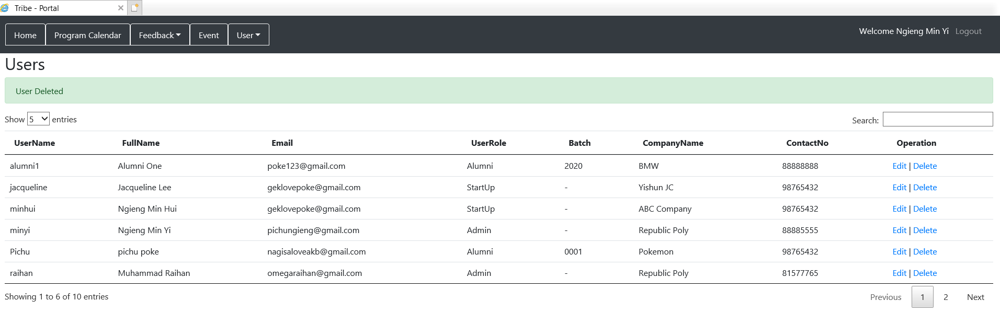 Tribe - Portal
Home Program Calendar Feedback Event User Welcome Ngieng Min Yi Logout
Users
User Deleted
Show 5 entries Search:
UserName FullName Email UserRole Batch CompanyName ContactNo Operation
alumni1 Alumni One poke123@gmail.com Alumni 2020 BMW 88888888 Edit | Delete
jacqueline Jacqueline Lee geklovepoke@gmail.com StartUp - Yishun JC 98765432 Edit | Delete
minhui Ngieng Min Hui geklovepoke@gmail.com StartUp - ABC Company 98765432 Edit | Delete
minyi Ngieng Min Yi pichungieng@gmail.com Admin - Republic Poly 88885555 Edit | Delete
Pichu pichu poke nagisaloveakb@gmail.com Alumni 0001 Pokemon 98765432 Edit | Delete
raihan Muhammad Raihan omegaraihan@gmail.com Admin - Republic Poly 81577765 Edit | Delete
Showing 1 to 6 of 10 entries Previous 1 2 Next